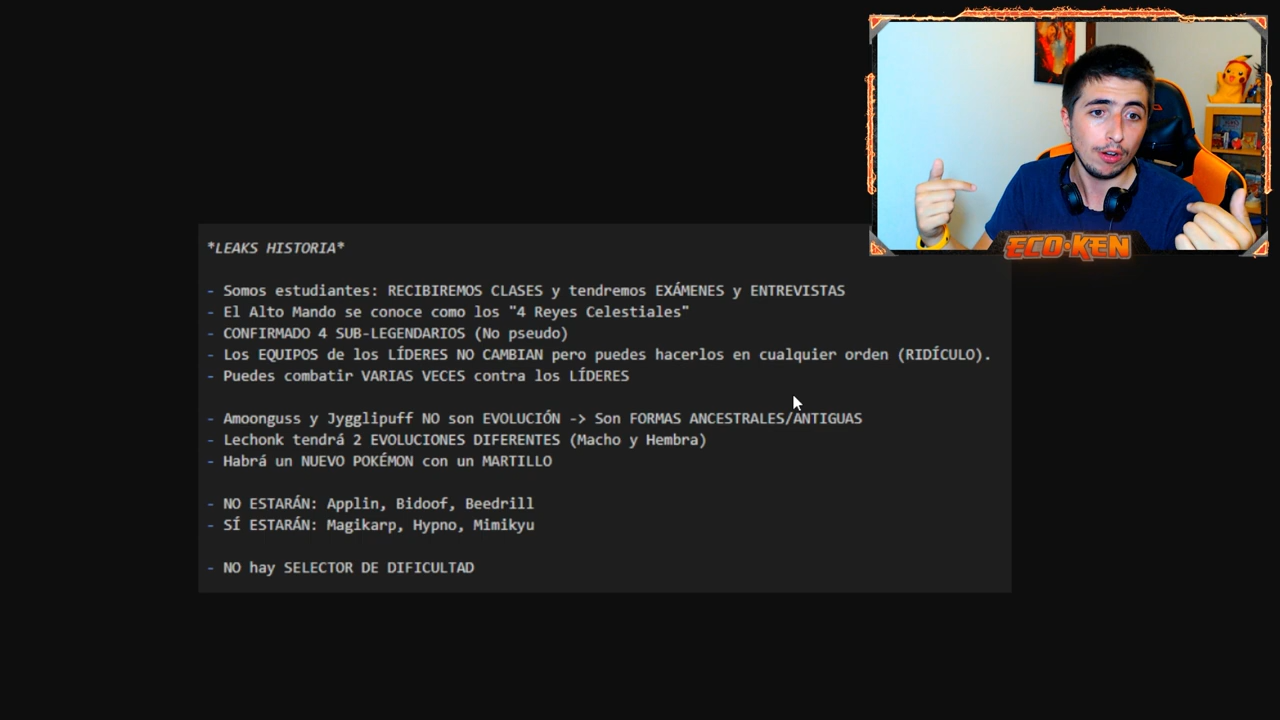 *LEAKS HISTORIA*
- Somos estudiantes: RECIBIREMOS CLASES y tendremos EXÁMENES y ENTREVISTAS
- El Alto Mando se conoce como los "4 Reyes Celestiales"
- CONFIRMADO 4 SUB-LEGENDARIOS (No pseudo)
- Los EQUIPOS de los LÍDERES NO CAMBIAN pero puedes hacerlos en cualquier orden (RIDÍCULO).
- Puedes combatir VARIAS VECES contra los LÍDERES
- Amoonguss y Jygglipuff NO son EVOLUCIÓN -> Son FORMAS ANCESTRALES/ANTIGUAS
- Lechonk tendrá 2 EVOLUCIONES DIFERENTES (Macho y Hembra)
- Habrá un NUEVO POKÉMON con un MARTILLO
- NO ESTARÁN: Applin, Bidoof, Beedrill
- SÍ ESTARÁN: Magikarp, Hypno, Mimikyu
- NO hay SELECTOR DE DIFICULTAD
ECO·KEN